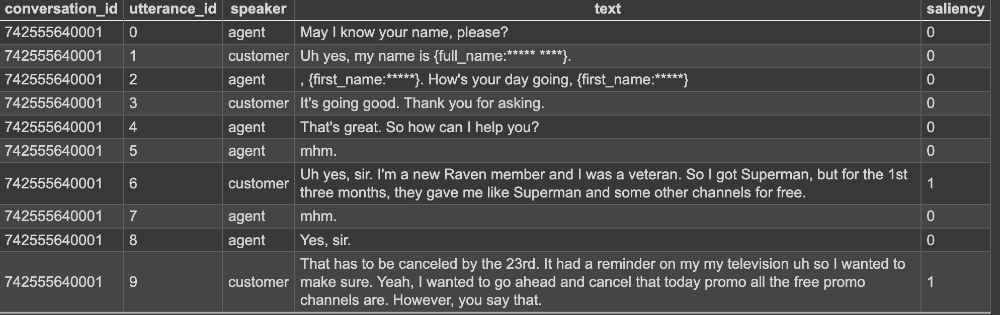 conversation_id utterance_id speaker text saliency
742555640001 0 agent May I know your name, please? 0
742555640001 1 customer Uh yes, my name is {full_name:***** ****}. 0
742555640001 2 agent , {first_name:*****}. How's your day going, {first_name:*****} 0
742555640001 3 customer It's going good. Thank you for asking. 0
742555640001 4 agent That's great. So how can I help you? 0
742555640001 5 agent mhm. 0
742555640001 6 customer Uh yes, sir. I'm a new Raven member and I was a veteran. So I got Superman, but for the 1st
three months, they gave me like Superman and some other channels for free. 1
742555640001 7 agent mhm. 0
742555640001 8 agent Yes, sir. 0
742555640001 9 customer That has to be canceled by the 23rd. It had a reminder on my my television uh so I wanted to
make sure. Yeah, I wanted to go ahead and cancel that today promo all the free promo
channels are. However, you say that. 1